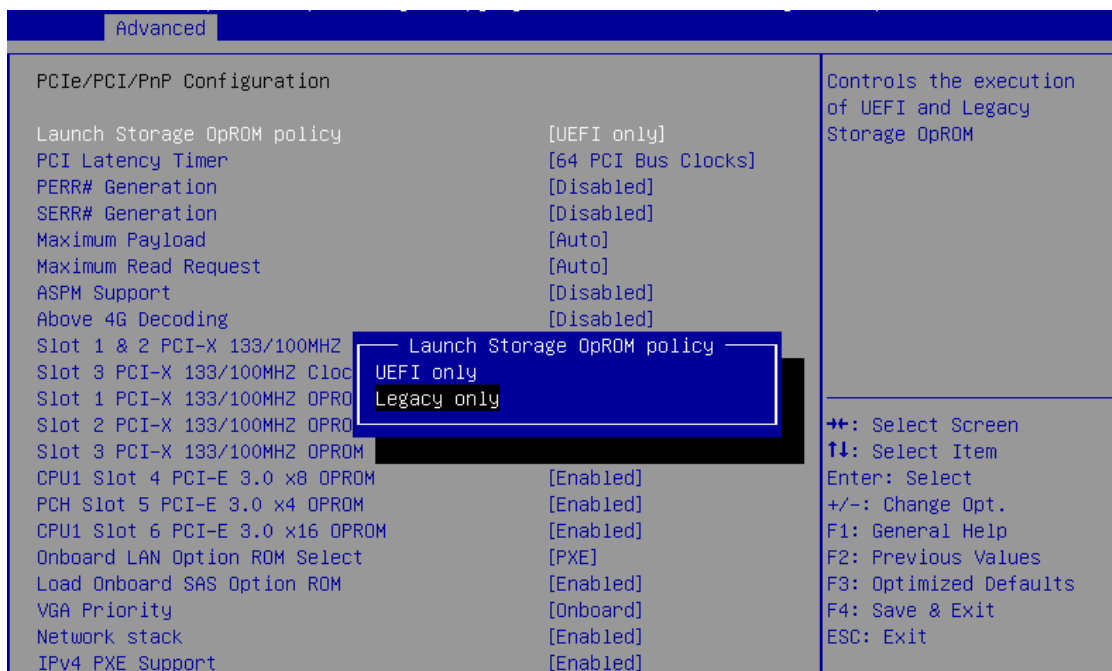 Advanced
PCIe/PCI/PnP Configuration
Launch Storage OpROM policy [UEFI only]
PCI Latency Timer [64 PCI Bus Clocks]
PERR# Generation [Disabled]
SERR# Generation [Disabled]
Maximum Payload [Auto]
Maximum Read Request [Auto]
ASPM Support [Disabled]
Above 4G Decoding [Disabled]
Slot 1 & 2 PCI-X 133/100MHZ
Slot 3 PCI-X 133/100MHZ Cloc
Slot 1 PCI-X 133/100MHZ OPRO
Slot 2 PCI-X 133/100MHZ OPRO
Slot 3 PCI-X 133/100MHZ OPROM
CPU1 Slot 4 PCI-E 3.0 x8 OPROM [Enabled]
PCH Slot 5 PCI-E 3.0 x4 OPROM [Enabled]
CPU1 Slot 6 PCI-E 3.0 x16 OPROM [Enabled]
Onboard LAN Option ROM Select [PXE]
Load Onboard SAS Option ROM [Enabled]
VGA Priority [Onboard]
Network stack [Enabled]
IPv4 PXE Support [Enabled]
Launch Storage OpROM policy
UEFI only
Legacy only
Controls the execution
of UEFI and Legacy
Storage OpROM
→←: Select Screen
↑↓: Select Item
Enter: Select
+/-: Change Opt.
F1: General Help
F2: Previous Values
F3: Optimized Defaults
F4: Save & Exit
ESC: Exit